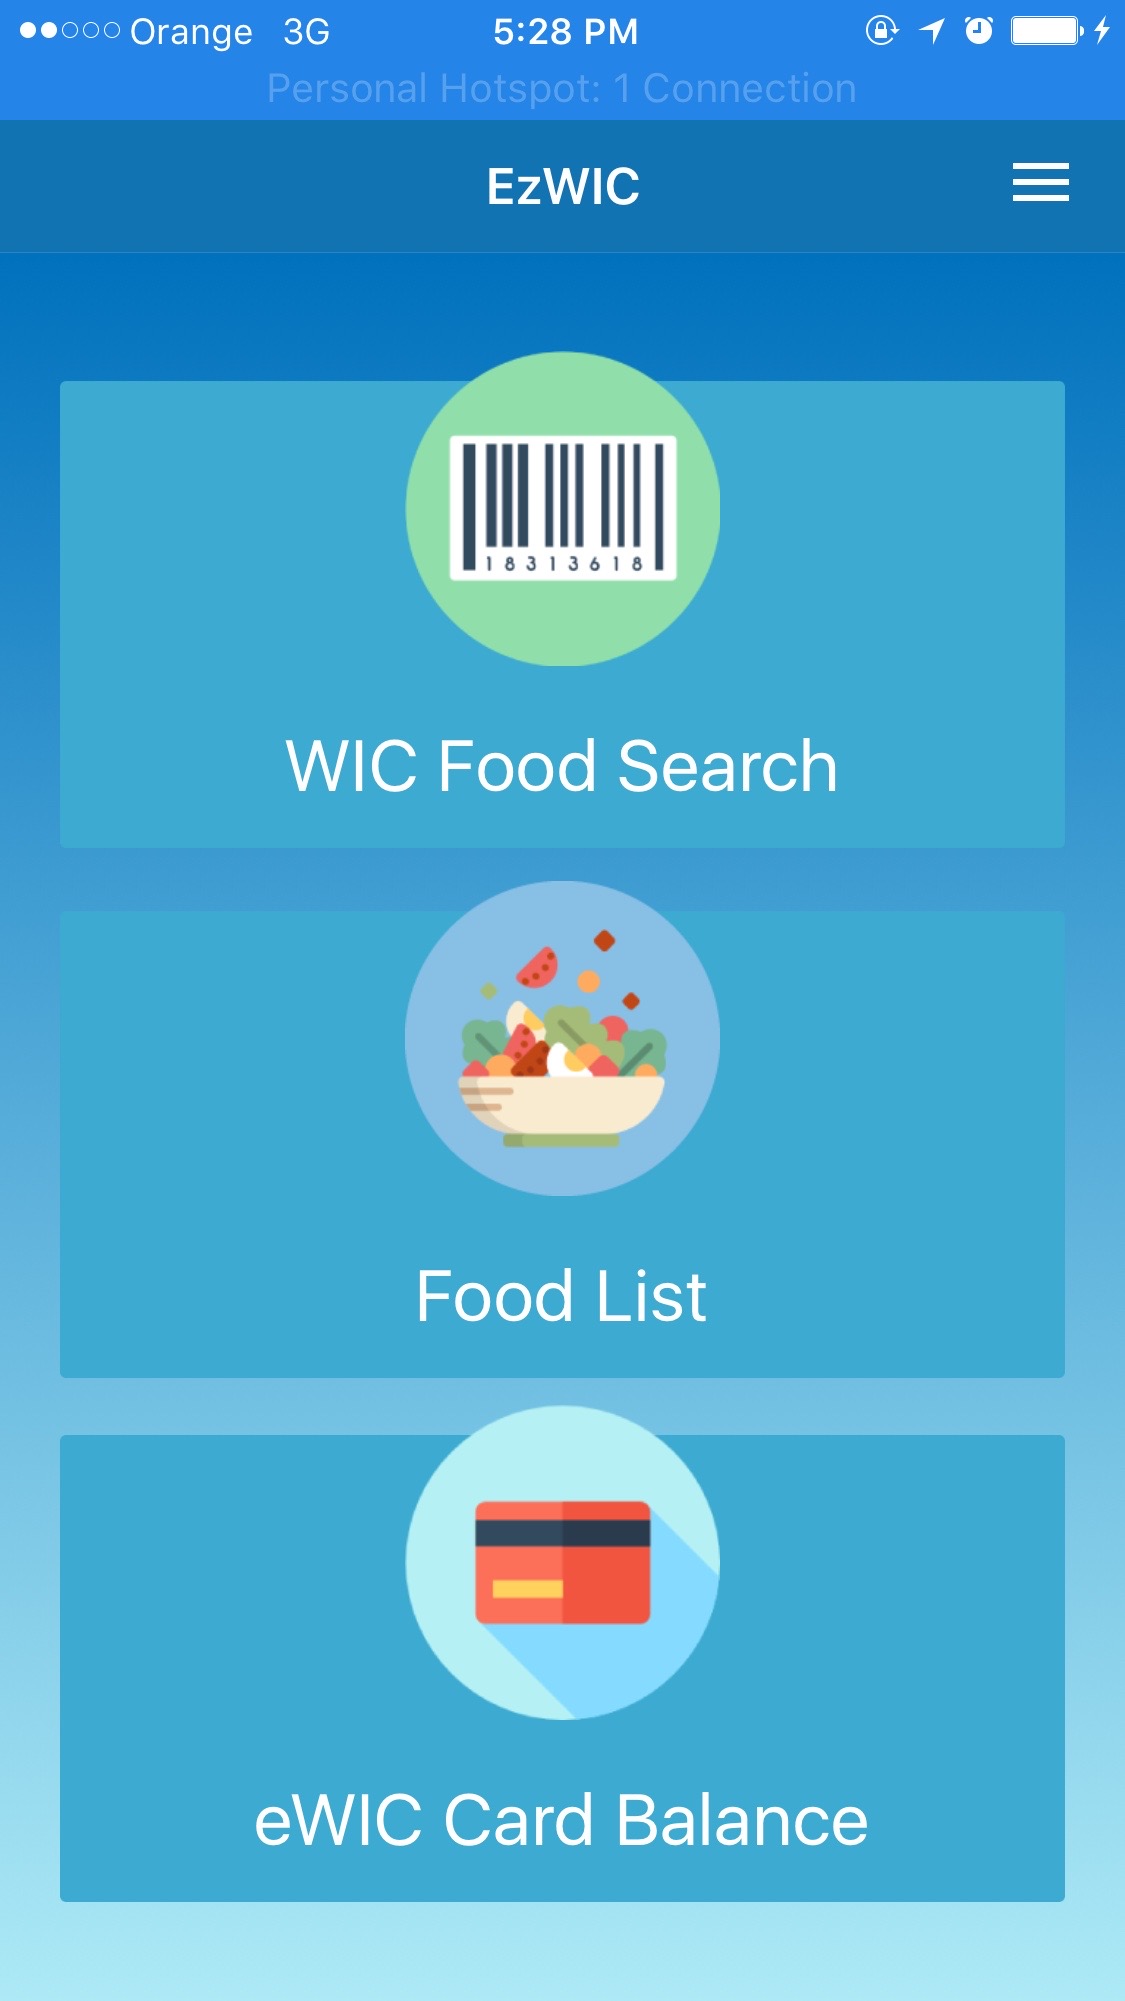 Orange 3G 5:28 PM
Personal Hotspot: 1 Connection
EzWIC
18313618
WIC Food Search
Food List
eWIC Card Balance